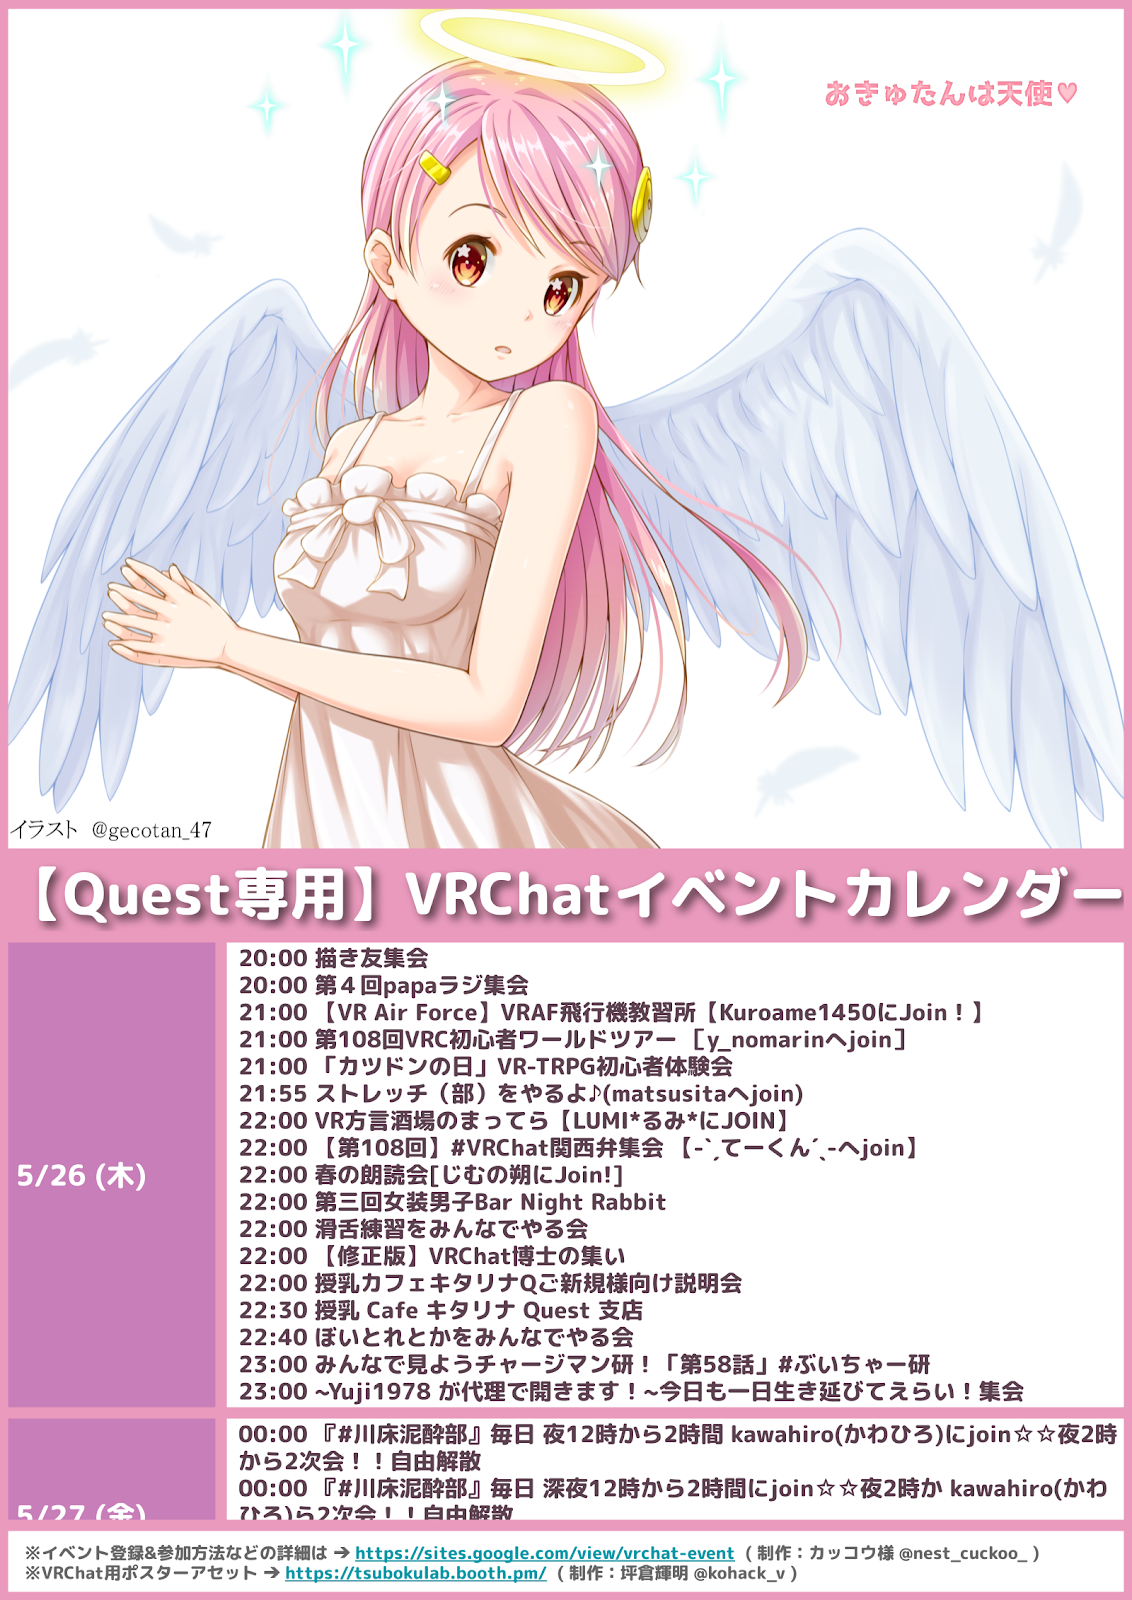 おきゅたんは天使♥
イラスト @gecotan_47
【Quest専用】VRChatイベントカレンダー
5/26 (木)
20:00 描き友集会
20:00 第４回papaラジ集会
21:00 【VR Air Force】VRAF飛行機教習所【Kuroame1450にJoin！】
21:00 第108回VRC初心者ワールドツアー ［y_nomarinへjoin］
21:00 「カツドンの日」VR-TRPG初心者体験会
21:55 ストレッチ（部）をやるよ♪(matsusitaへjoin)
22:00 VR方言酒場のまってら【LUMI*るみ*にJOIN】
22:00 【第108回】#VRChat関西弁集会 【-ˋˏてーくんˊˎ-へjoin】
22:00 春の朗読会[じむの朔にJoin!]
22:00 第三回女装男子Bar Night Rabbit
22:00 滑舌練習をみんなでやる会
22:00 【修正版】VRChat博士の集い
22:00 授乳カフェキタリナQご新規様向け説明会
22:30 授乳 Cafe キタリナ Quest 支店
22:40 ぼいとれとかをみんなでやる会
23:00 みんなで見ようチャージマン研！「第58話」#ぶいちゃー研
23:00 ~Yuji1978 が代理で開きます！~今日も一日生き延びてえらい！集会
5/27 (金)
00:00 『#川床泥酔部』毎日 夜12時から2時間 kawahiro(かわひろ)にjoin☆☆夜2時
から2次会！！自由解散
00:00 『#川床泥酔部』毎日 深夜12時から2時間にjoin☆☆夜2時か kawahiro(かわ
ひろ)ら2次会！！自由解散
※イベント登録&参加方法などの詳細は ➔ https://sites.google.com/view/vrchat-event （ 制作：カッコウ様 @nest_cuckoo_ ）
※VRChat用ポスターアセット ➔ https://tsubokulab.booth.pm/ （ 制作：坪倉輝明 @kohack_v ）